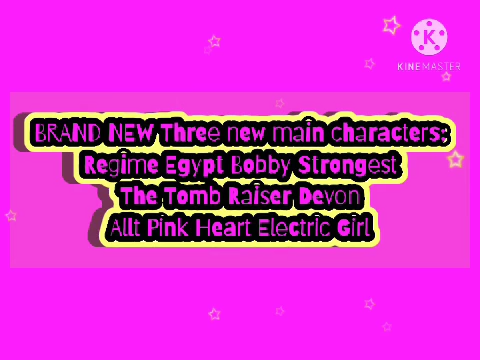 KINEMASTER
BRAND NEW Three new main characters:
Regime Egypt Bobby Strongest
The Tomb Raiser Devon
Allt Pink Heart Electric Girl